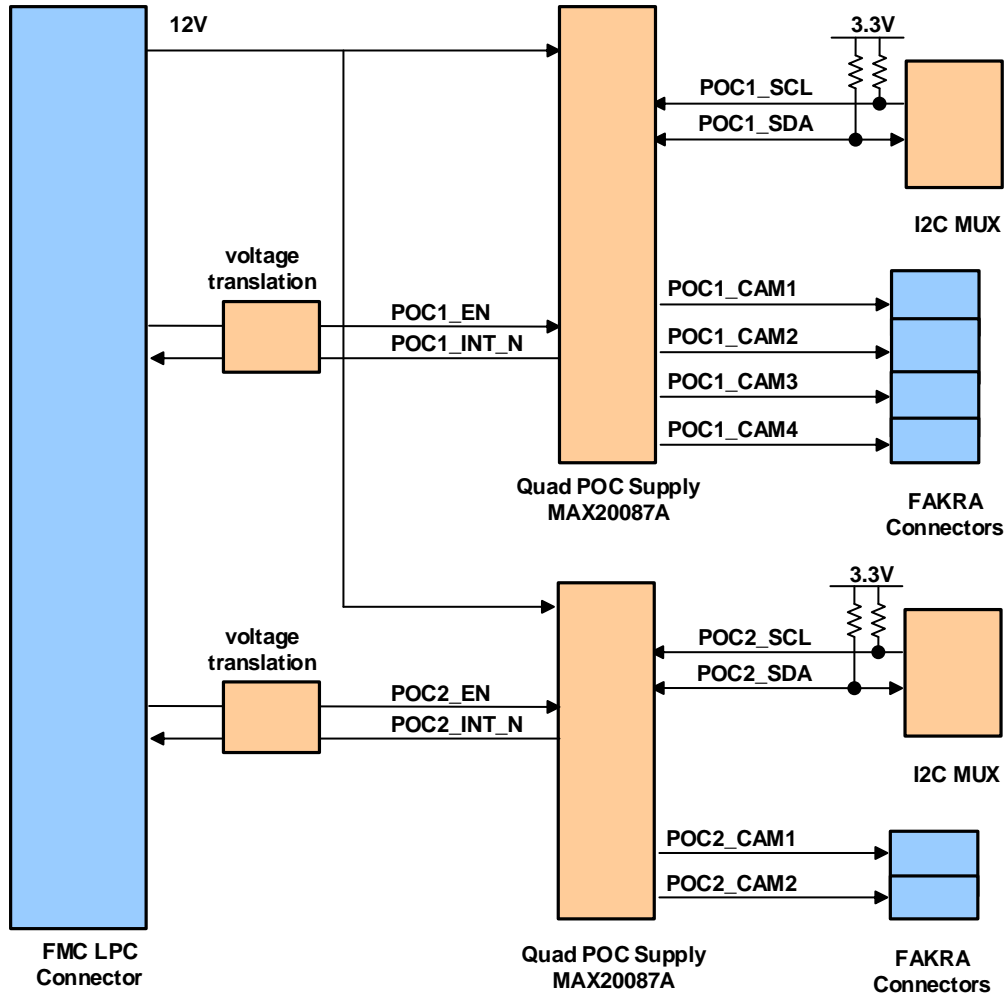 12V
3.3V
POC1_SCL
POC1_SDA
I2C MUX
voltage
translation
POC1_EN
POC1_INT_N
POC1_CAM1
POC1_CAM2
POC1_CAM3
POC1_CAM4
Quad POC Supply
MAX20087A
FAKRA
Connectors
3.3V
voltage
translation
POC2_SCL
POC2_SDA
POC2_EN
POC2_INT_N
I2C MUX
POC2_CAM1
POC2_CAM2
FMC LPC
Connector
Quad POC Supply
MAX20087A
FAKRA
Connectors